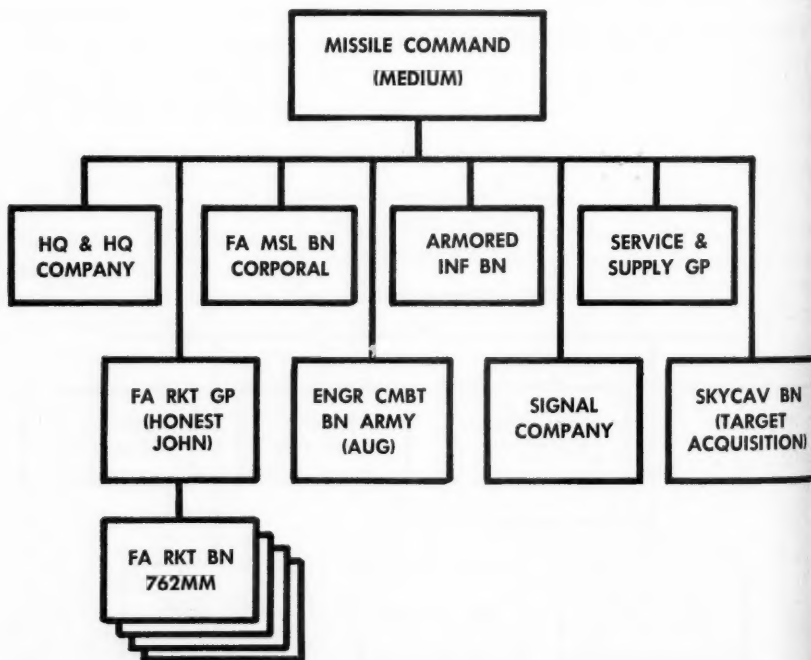 MISSILE COMMAND
(MEDIUM)
HQ & HQ
COMPANY
FA MSL BN
CORPORAL
ARMORED
INF BN
SERVICE &
SUPPLY GP
FA RKT GP
(HONEST
JOHN)
ENGR CMBT
BN ARMY
(AUG)
SIGNAL
COMPANY
SKYCAV BN
(TARGET
ACQUISITION)
FA RKT BN
762MM